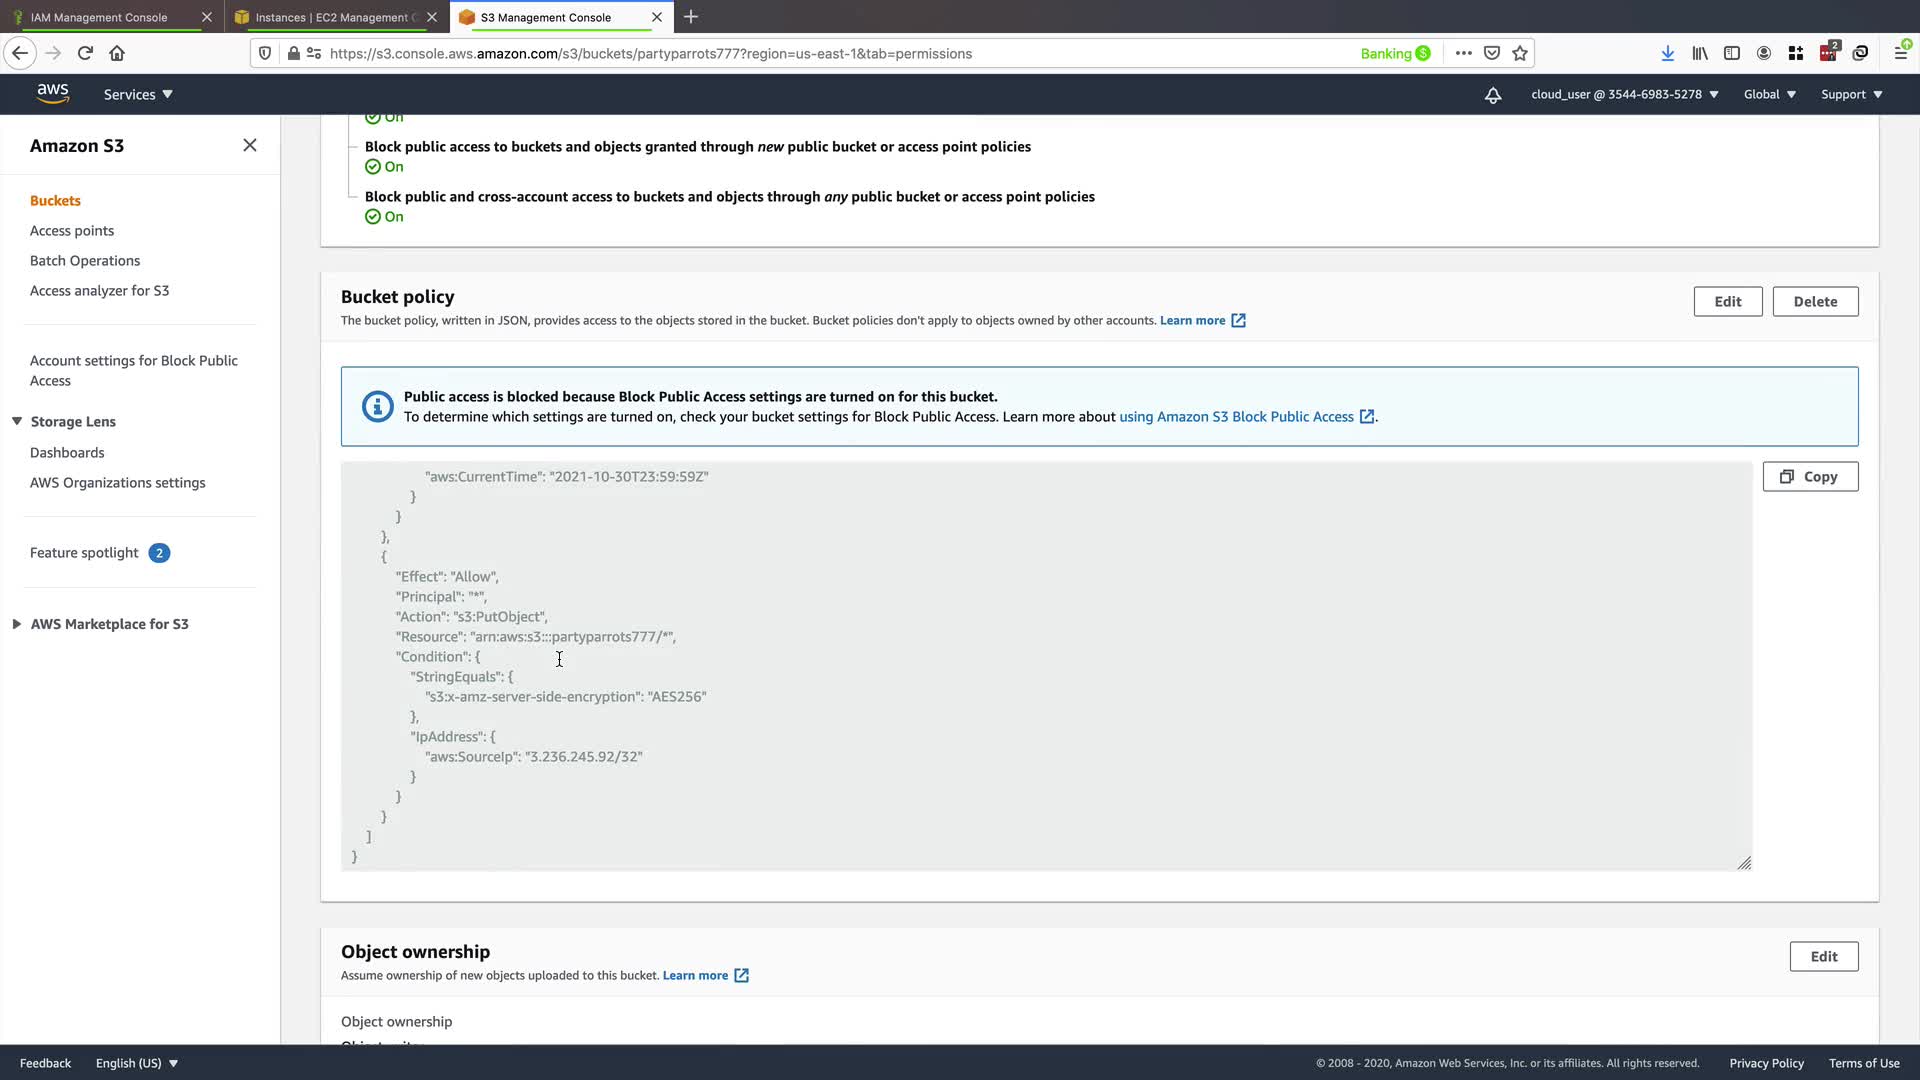 IAM Management Console
Instances | EC2 Management C
S3 Management Console
https://s3.console.aws.amazon.com/s3/buckets/partyparrots777?region=us-east-1&tab=permissions
Banking
2
aws
Services
cloud_user @ 3544-6983-5278
Global
Support
Amazon S3
Buckets
Access points
Batch Operations
Access analyzer for S3
Account settings for Block Public
Access
Storage Lens
Dashboards
AWS Organizations settings
Feature spotlight 2
AWS Marketplace for S3
On
Block public access to buckets and objects granted through new public bucket or access point policies
On
Block public and cross-account access to buckets and objects through any public bucket or access point policies
On
Bucket policy
Edit
Delete
The bucket policy, written in JSON, provides access to the objects stored in the bucket. Bucket policies don't apply to objects owned by other accounts. Learn more
Public access is blocked because Block Public Access settings are turned on for this bucket.
To determine which settings are turned on, check your bucket settings for Block Public Access. Learn more about using Amazon S3 Block Public Access .
Copy
"aws:CurrentTime": "2021-10-30T23:59:59Z"
}
}
},
{
"Effect": "Allow",
"Principal": "*",
"Action": "s3:PutObject",
"Resource": "arn:aws:s3:::partyparrots777/*",
"Condition": {
"StringEquals": {
"s3:x-amz-server-side-encryption": "AES256"
},
"IpAddress": {
"aws:SourceIp": "3.236.245.92/32"
}
}
}
]
}
Object ownership
Edit
Assume ownership of new objects uploaded to this bucket. Learn more
Object ownership
Feedback
English (US)
© 2008 - 2020, Amazon Web Services, Inc. or its affiliates. All rights reserved.
Privacy Policy
Terms of Use